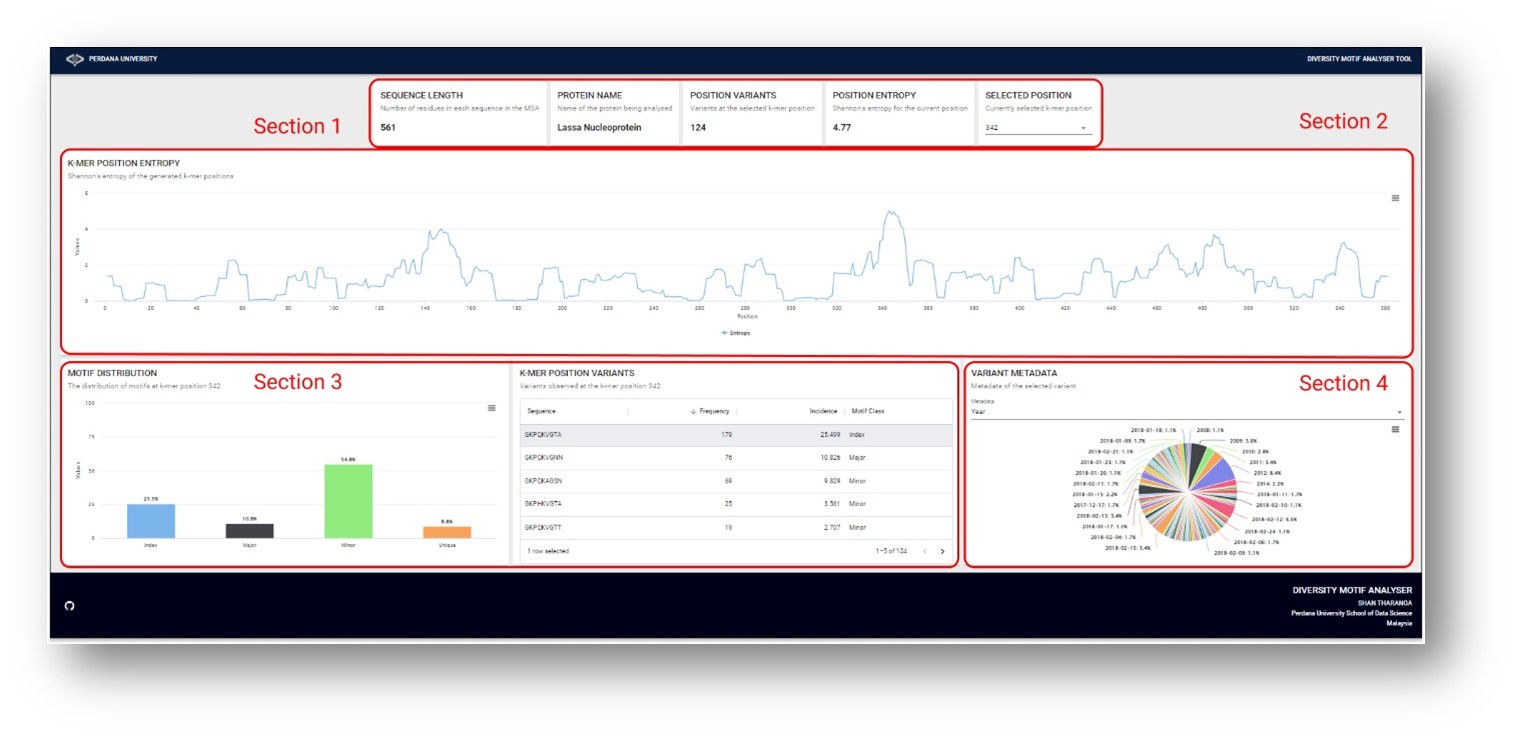 PERDANA UNIVERSITY
DIVERSITY MOTIF ANALYSER TOOL
Section 1
SEQUENCE LENGTH
Number of residues in each sequence in the MSA
561
PROTEIN NAME
Name of the protein being analysed
Lassa Nucleoprotein
POSITION VARIANTS
Variants at the selected k-mer position
124
POSITION ENTROPY
Shannon's entropy for the current position
4.77
SELECTED POSITION
Currently selected k-mer position
342
Section 2
K-MER POSITION ENTROPY
Shannon's entropy of the generated k-mer positions
6
4
2
0
Values
0 20 40 60 80 100 120 140 160 180 200 220 240 260 280 300 320 340 360 380 400 420 440 460 480 500 520 540 560
Position
Entropy
MOTIF DISTRIBUTION
The distribution of motifs at k-mer position 342
Section 3
100
75
50
25
0
Values
25.5%
10.8%
54.8%
8.8%
Index Major Minor Unique
K-MER POSITION VARIANTS
Variants observed at the k-mer position 342
Sequence Frequency Incidence Motif Class
GKPQKVGTA 179 25.499 Index
GKPQKVGNN 76 10.826 Major
GKPQKAGSN 69 9.829 Minor
GKPHKVGTA 25 3.561 Minor
GKPQKVGTT 19 2.707 Minor
1 row selected
1-5 of 124
VARIANT METADATA
Metadata of the selected variant
Section 4
Metadata
Year
2018-01-18: 1.1%
2008: 1.1%
2018-01-09: 1.7%
2009: 5.6%
2018-02-21: 1.1%
2010: 2.8%
2018-01-23: 1.1%
2011: 3.4%
2018-01-26: 1.1%
2012: 8.4%
2018-02-11: 1.7%
2014: 2.2%
2018-01-15: 2.2%
2018-01-11: 1.7%
2017-12-17: 1.7%
2018-02-10: 1.1%
2018-02-13: 3.4%
2018-02-12: 4.5%
2018-01-17: 1.1%
2018-02-24: 1.1%
2018-02-04: 1.7%
2018-02-06: 1.7%
2018-02-15: 3.4%
2018-02-09: 1.1%
DIVERSITY MOTIF ANALYSER
SHAN THARANGA
Perdana University School of Data Science
Malaysia